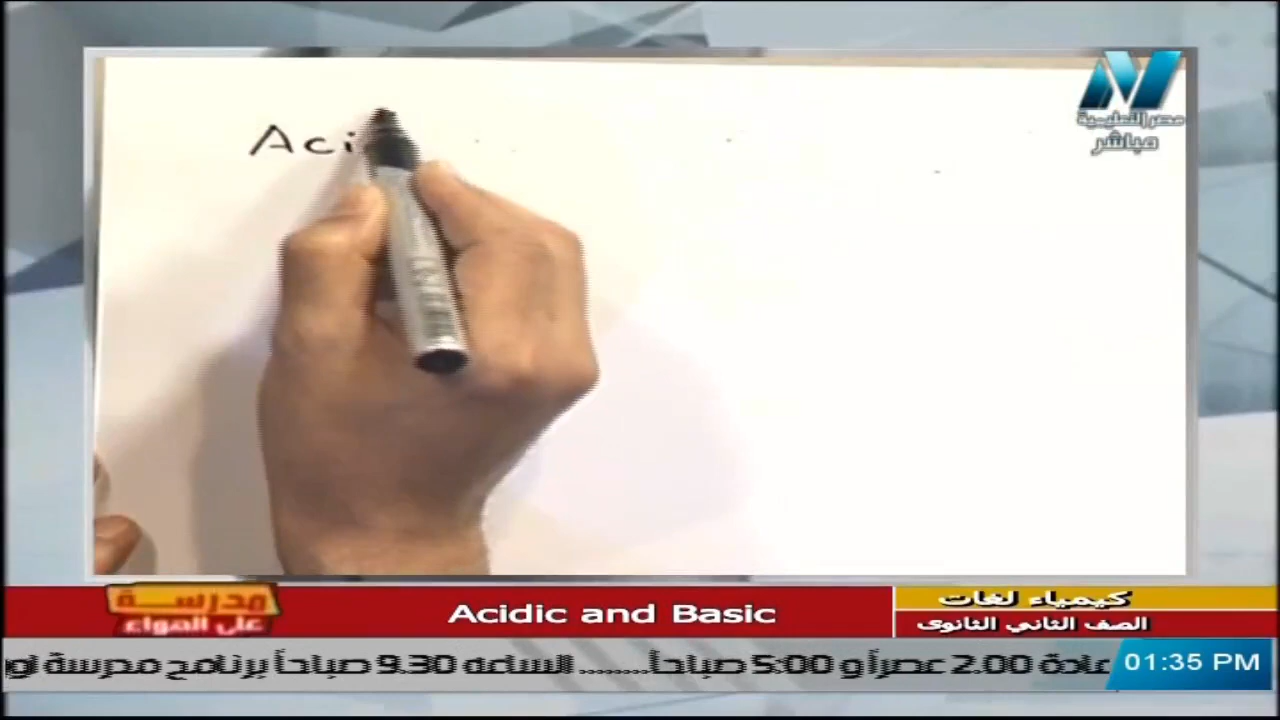 Aci
مصر التعليمية
مباشر
مدرسة
على الهواء
Acidic and Basic
كيمياء لغات
الصف الثاني الثانوى
عادة 2.00 عصراً و 5:00 صباحاً........ الساعه 9.30 صباحاً برنامج مدرسة
01:35 PM